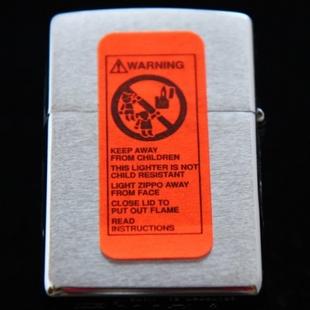 WARNING
KEEP AWAY
FROM CHILDREN
THIS LIGHTER IS NOT
CHILD RESISTANT
LIGHT ZIPPO AWAY
FROM FACE
CLOSE LID TO
PUT OUT FLAME
READ
INSTRUCTIONS